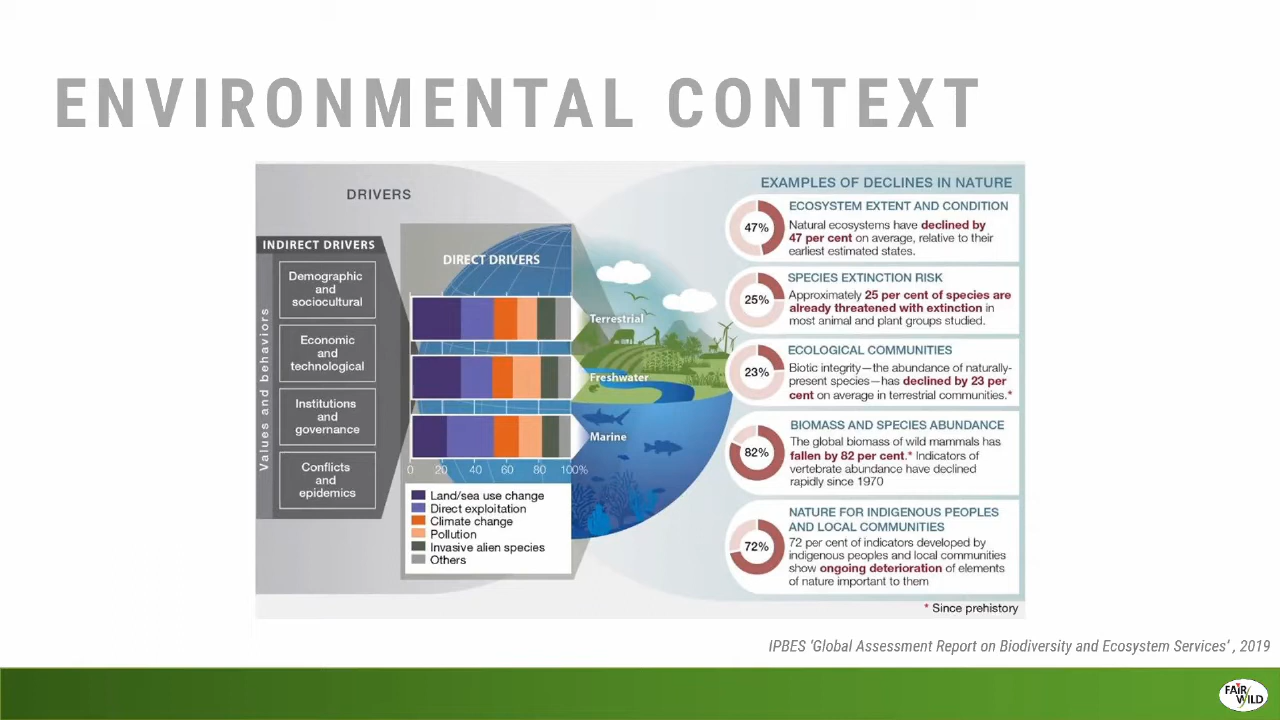 ENVIRONMENTAL CONTEXT
DRIVERS
INDIRECT DRIVERS
Values and behaviors
Demographic
and
sociocultural
Economic
and
technological
Institutions
and
governance
Conflicts
and
epidemics
DIRECT DRIVERS
Terrestrial
Freshwater
Marine
0 20 40 60 80 100%
Land/sea use change
Direct exploitation
Climate change
Pollution
Invasive alien species
Others
EXAMPLES OF DECLINES IN NATURE
47%
ECOSYSTEM EXTENT AND CONDITION
Natural ecosystems have declined by
47 per cent on average, relative to their
earliest estimated states.
25%
SPECIES EXTINCTION RISK
Approximately 25 per cent of species are
already threatened with extinction in
most animal and plant groups studied.
23%
ECOLOGICAL COMMUNITIES
Biotic integrity—the abundance of naturally-
present species—has declined by 23 per
cent on average in terrestrial communities.*
82%
BIOMASS AND SPECIES ABUNDANCE
The global biomass of wild mammals has
fallen by 82 per cent.* Indicators of
vertebrate abundance have declined
rapidly since 1970
72%
NATURE FOR INDIGENOUS PEOPLES
AND LOCAL COMMUNITIES
72 per cent of indicators developed by
indigenous peoples and local communities
show ongoing deterioration of elements
of nature important to them
* Since prehistory
IPBES 'Global Assessment Report on Biodiversity and Ecosystem Services' , 2019
FAIR
WILD